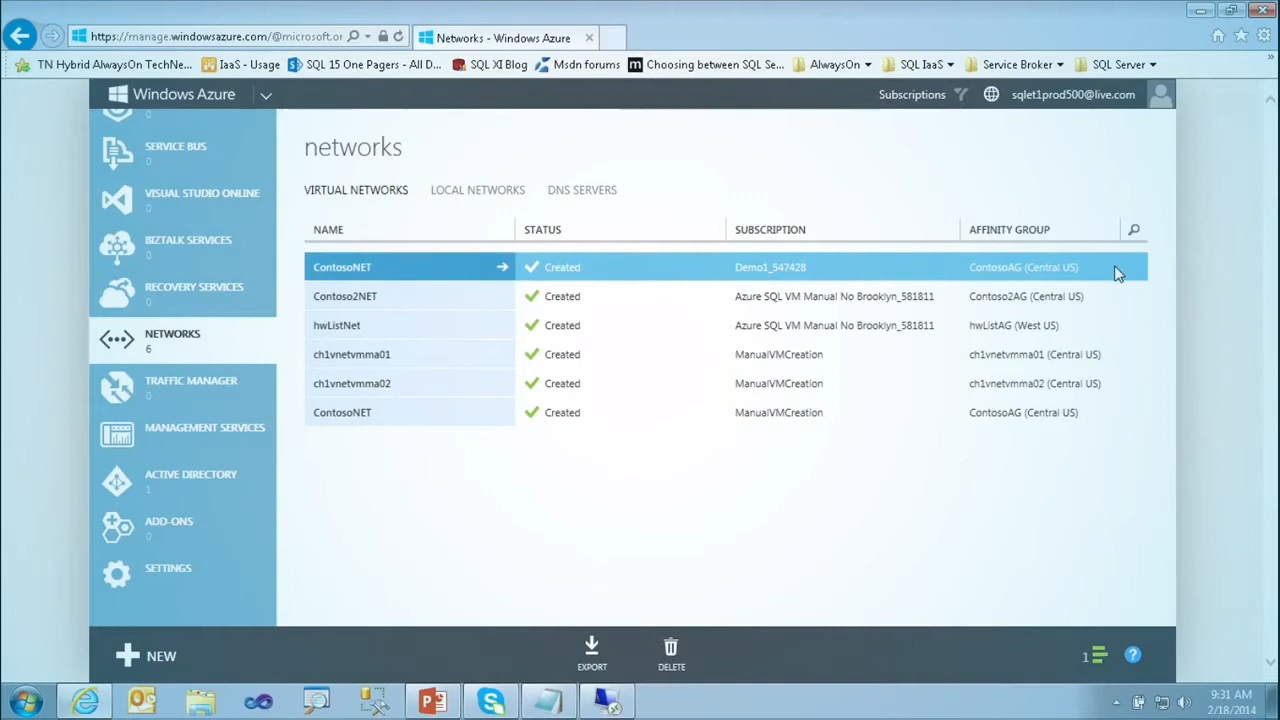 https://manage.windowsazure.com/@microsoft.or
Networks - Windows Azure
TN Hybrid AlwaysOn TechNe...
IaaS - Usage
SQL 15 One Pagers - All D...
SQL XI Blog
Msdn forums
Choosing between SQL Se...
AlwaysOn
SQL IaaS
Service Broker
SQL Server
Windows Azure
Subscriptions
sqlet1prod500@live.com
0
SERVICE BUS
0
VISUAL STUDIO ONLINE
0
BIZTALK SERVICES
0
RECOVERY SERVICES
0
NETWORKS
6
TRAFFIC MANAGER
0
MANAGEMENT SERVICES
ACTIVE DIRECTORY
1
ADD-ONS
0
SETTINGS
networks
VIRTUAL NETWORKS LOCAL NETWORKS DNS SERVERS
NAME STATUS SUBSCRIPTION AFFINITY GROUP
ContosoNET Created Demo1_547428 ContosoAG (Central US)
Contoso2NET Created Azure SQL VM Manual No Brooklyn_581811 Contoso2AG (Central US)
hwListNet Created Azure SQL VM Manual No Brooklyn_581811 hwListAG (West US)
ch1vnetvmma01 Created ManualVMCreation ch1vnetvmma01 (Central US)
ch1vnetvmma02 Created ManualVMCreation ch1vnetvmma02 (Central US)
ContosoNET Created ManualVMCreation ContosoAG (Central US)
NEW
EXPORT
DELETE
1
?
9:31 AM
2/18/2014